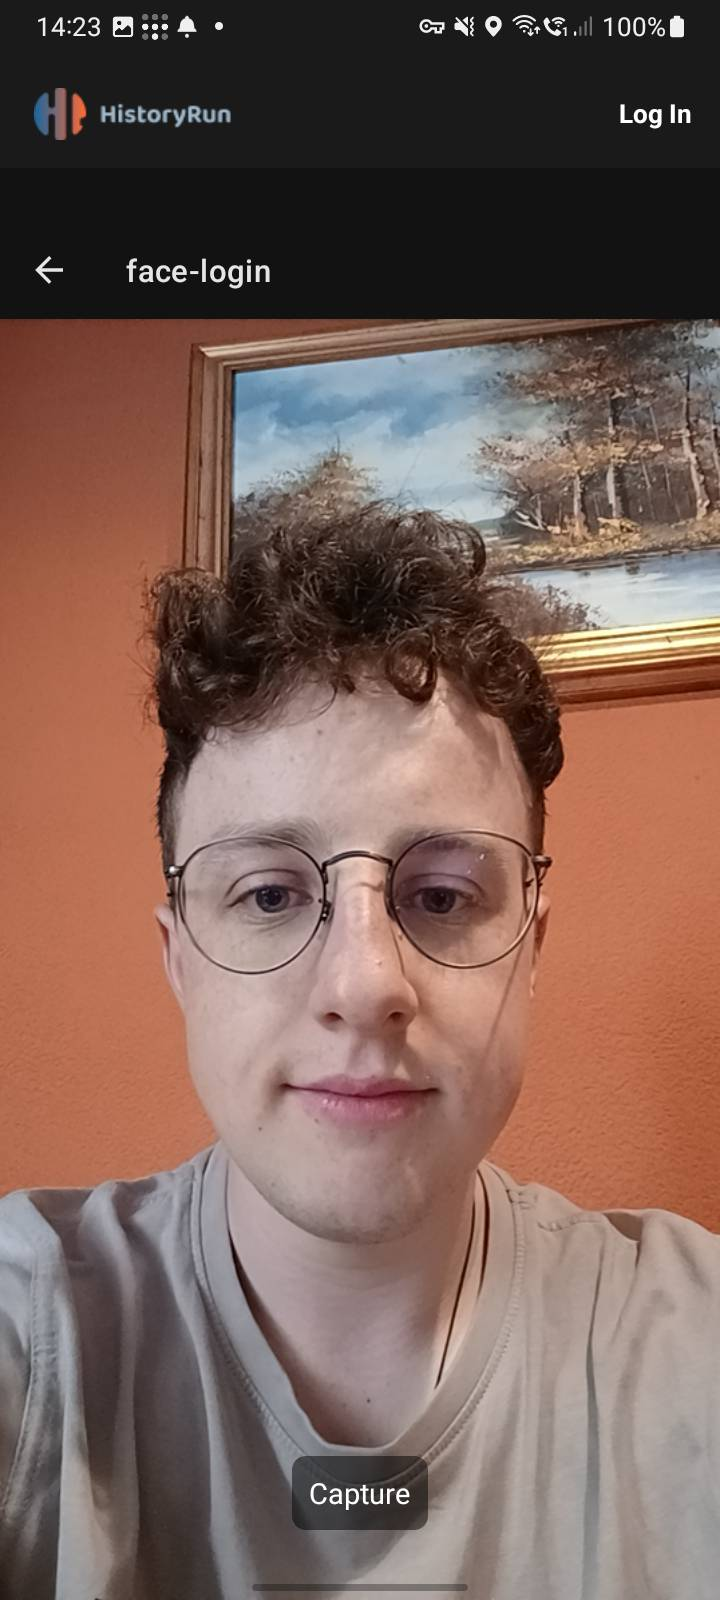 14:23 100%
HistoryRun Log In
face-login
Capture